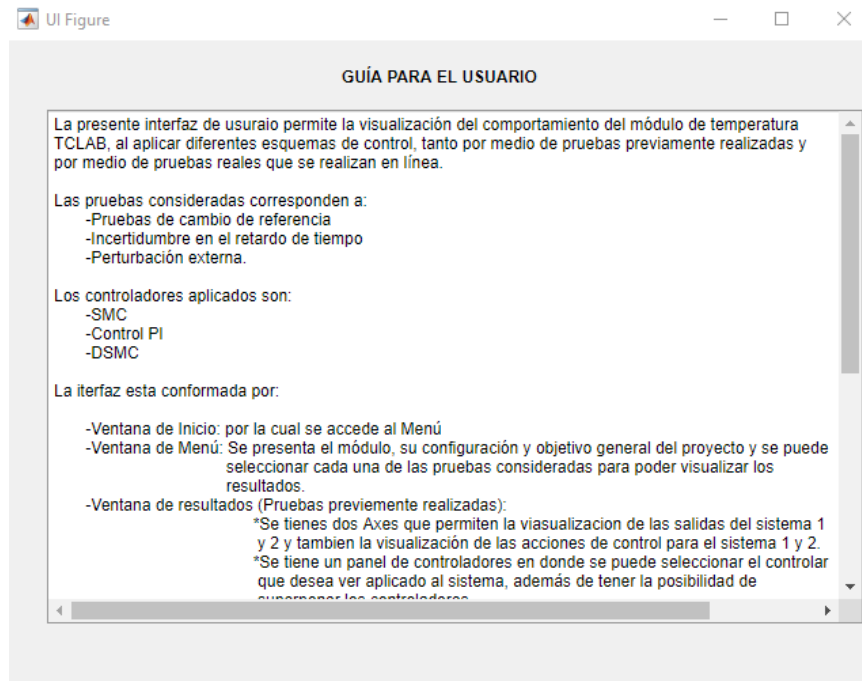 UI Figure
GUÍA PARA EL USUARIO
La presente interfaz de usuraio permite la visualización del comportamiento del módulo de temperatura
TCLAB, al aplicar diferentes esquemas de control, tanto por medio de pruebas previamente realizadas y
por medio de pruebas reales que se realizan en línea.
Las pruebas consideradas corresponden a:
-Pruebas de cambio de referencia
-Incertidumbre en el retardo de tiempo
-Perturbación externa.
Los controladores aplicados son:
-SMC
-Control PI
-DSMC
La iterfaz esta conformada por:
-Ventana de Inicio: por la cual se accede al Menú
-Ventana de Menú: Se presenta el módulo, su configuración y objetivo general del proyecto y se puede
seleccionar cada una de las pruebas consideradas para poder visualizar los
resultados.
-Ventana de resultados (Pruebas previemente realizadas):
*Se tienes dos Axes que permiten la viasualizacion de las salidas del sistema 1
y 2 y tambien la visualización de las acciones de control para el sistema 1 y 2.
*Se tiene un panel de controladores en donde se puede seleccionar el controlar
que desea ver aplicado al sistema, además de tener la posibilidad de
superponer los controladores